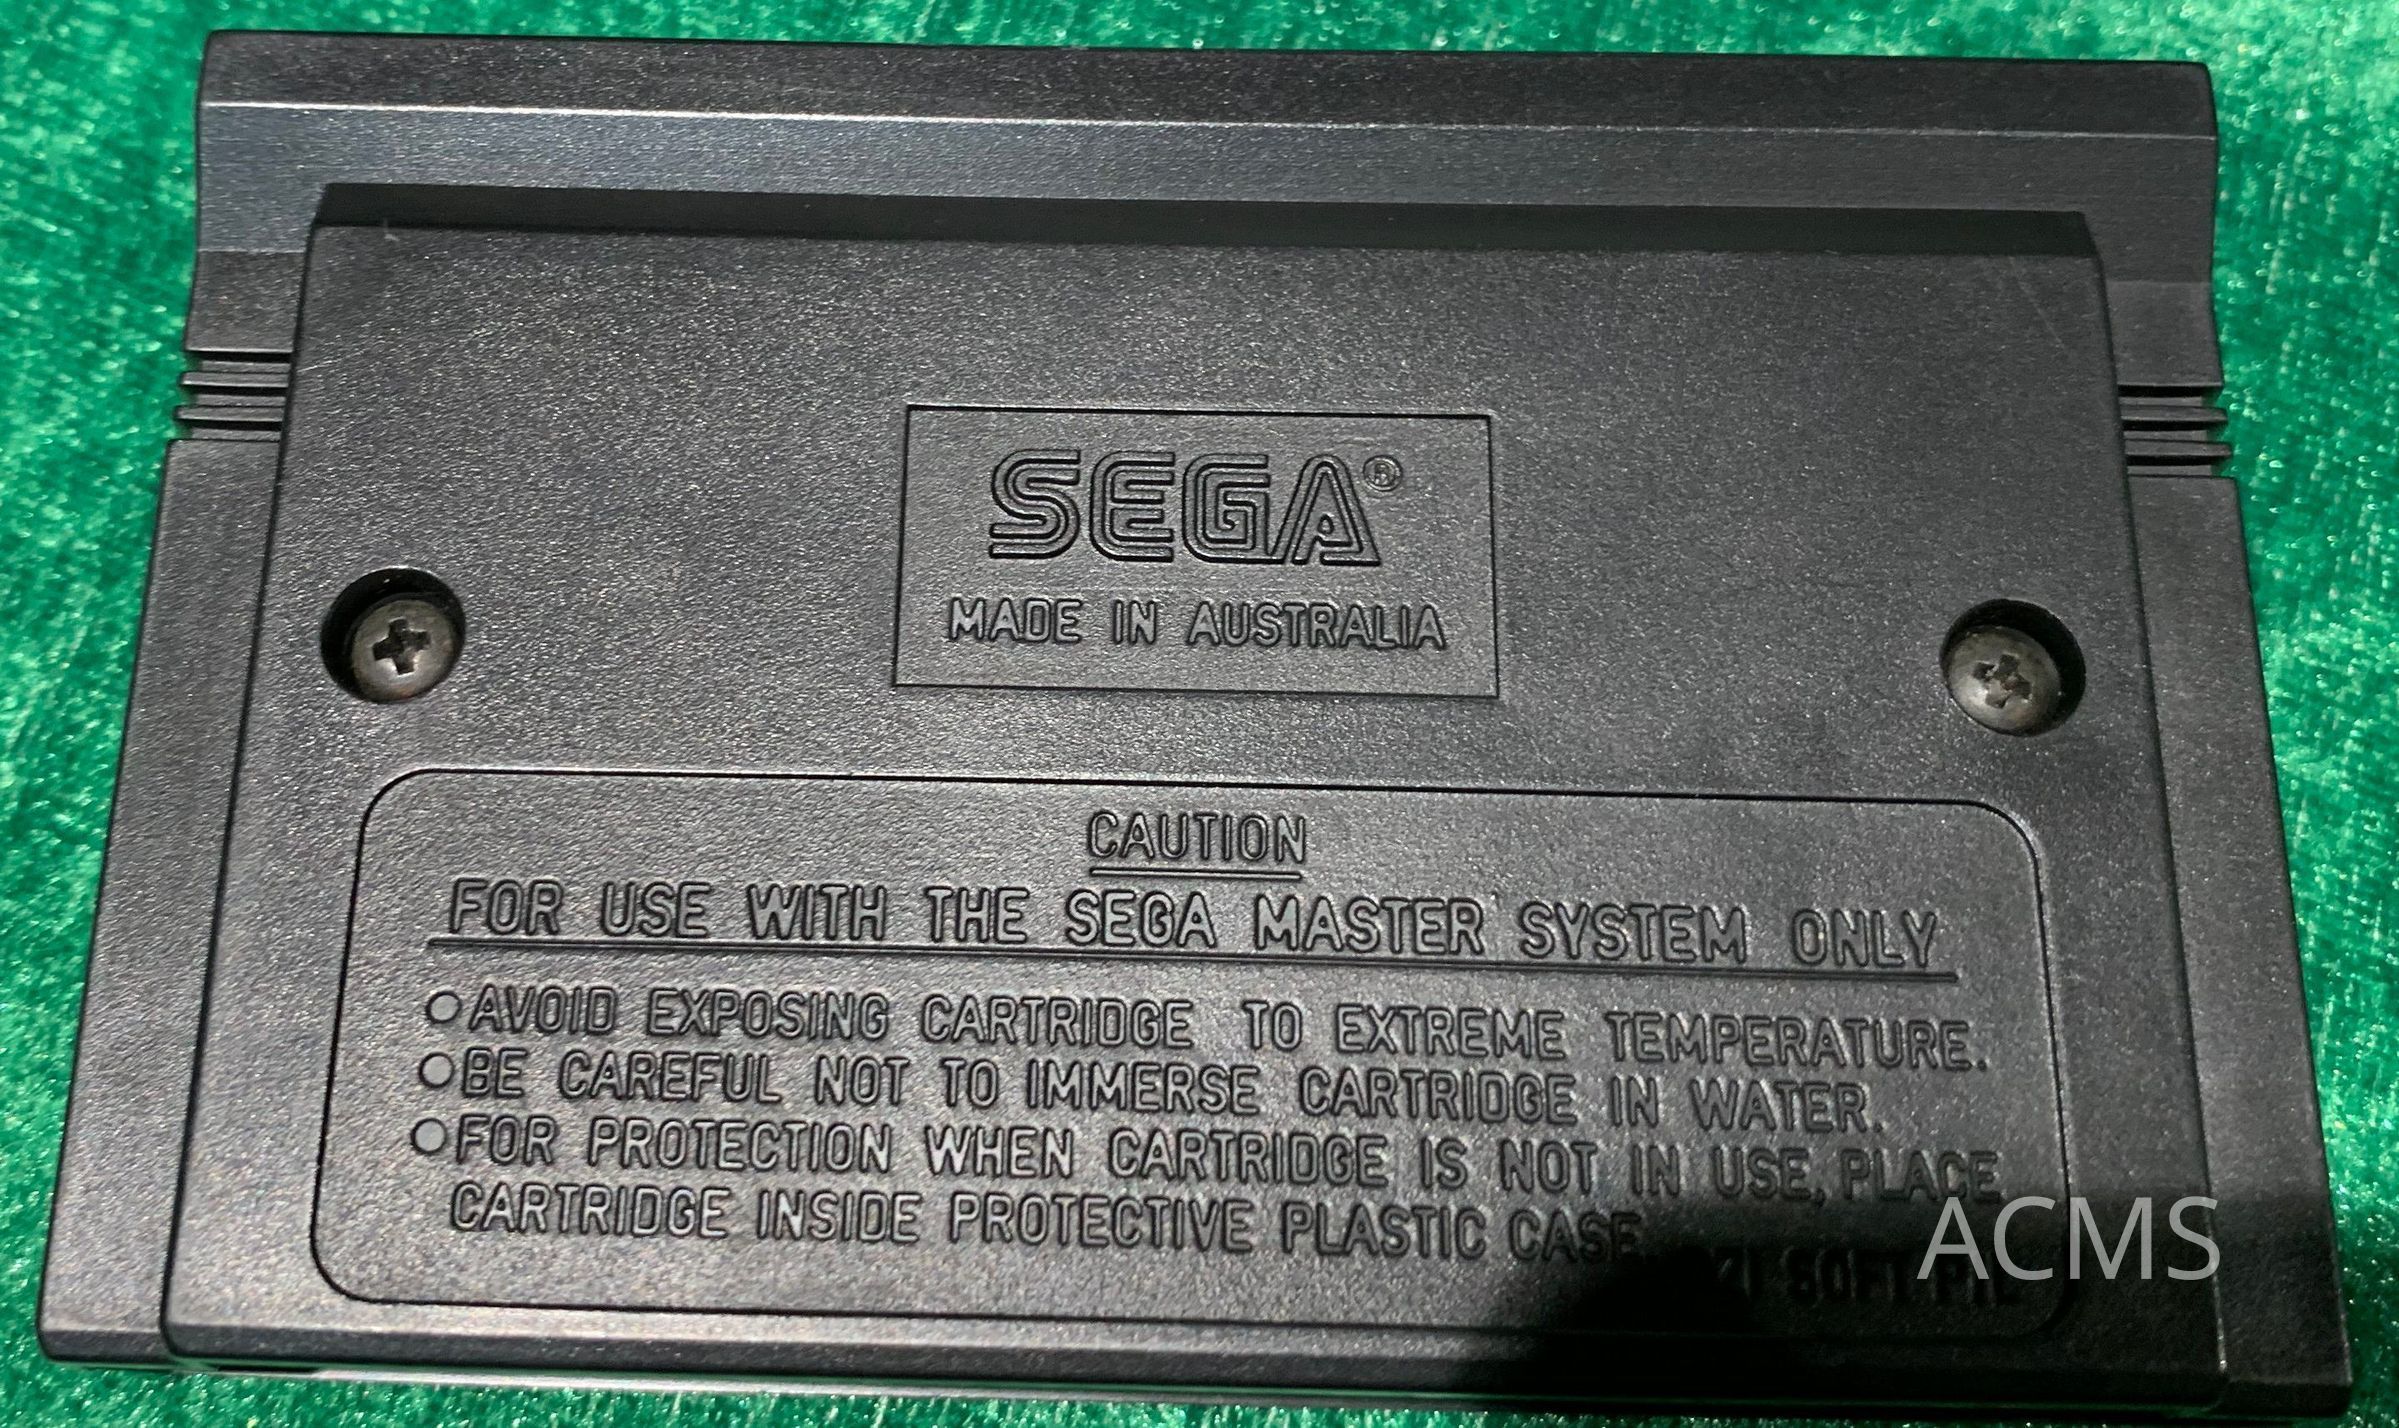 SEGA®
MADE IN AUSTRALIA
CAUTION
FOR USE WITH THE SEGA MASTER SYSTEM ONLY
○AVOID EXPOSING CARTRIDGE TO EXTREME TEMPERATURE.
○BE CAREFUL NOT TO IMMERSE CARTRIDGE IN WATER.
○FOR PROTECTION WHEN CARTRIDGE IS NOT IN USE, PLACE
CARTRIDGE INSIDE PROTECTIVE PLASTIC CASE
SOFT
ACMS